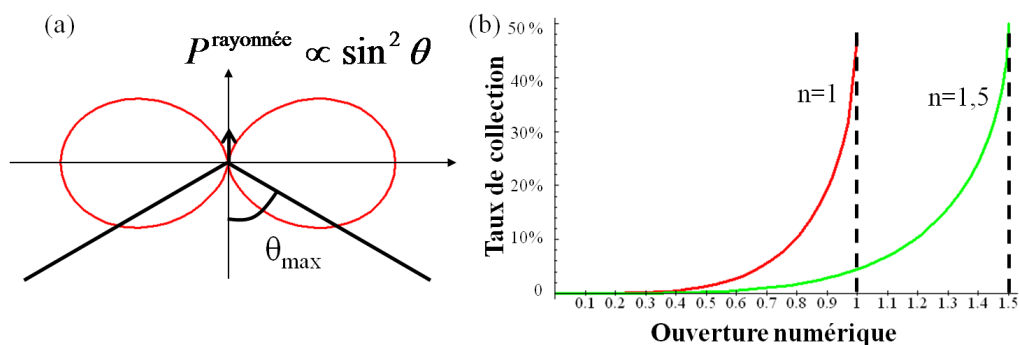 (a)
P^rayonnée ∝ sin² θ
θmax
(b)
Taux de collection
50%
40%
30%
20%
10%
0
n=1
n=1,5
0.1 0.2 0.3 0.4 0.5 0.6 0.7 0.8 0.9 1 1.1 1.2 1.3 1.4 1.5
Ouverture numérique